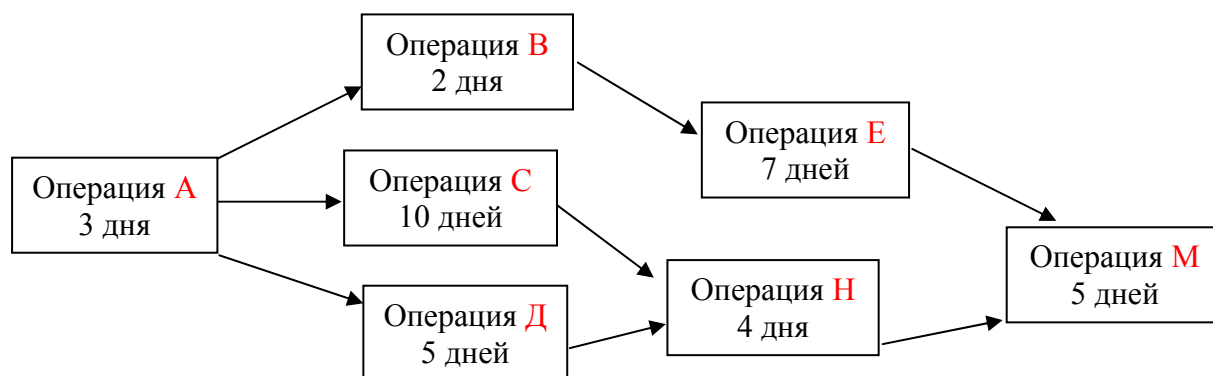 Операция В
2 дня
Операция Е
7 дней
Операция А
3 дня
Операция С
10 дней
Операция М
5 дней
Операция Н
4 дня
Операция Д
5 дней